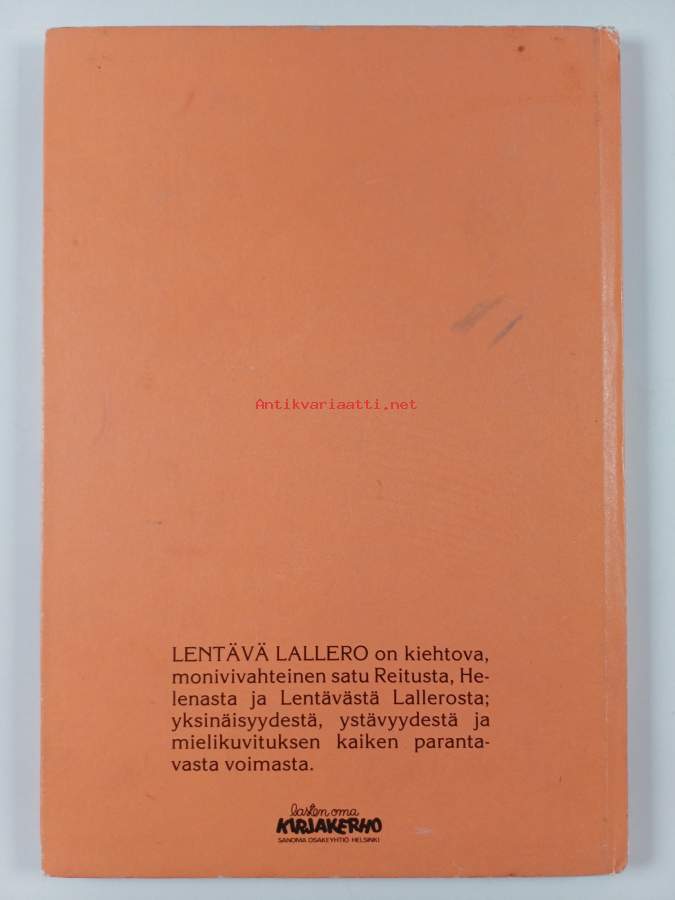 Antikvariaatti.net
LENTÄVÄ LALLERO on kiehtova,
monivivahteinen satu Reitusta, He-
lenasta ja Lentävästä Lallerosta;
yksinäisyydestä, ystävyydestä ja
mielikuvituksen kaiken paranta-
vasta voimasta.
lasten oma
KIRJAKERHO
SANOMA OSAKEYHTIÖ HELSINKI